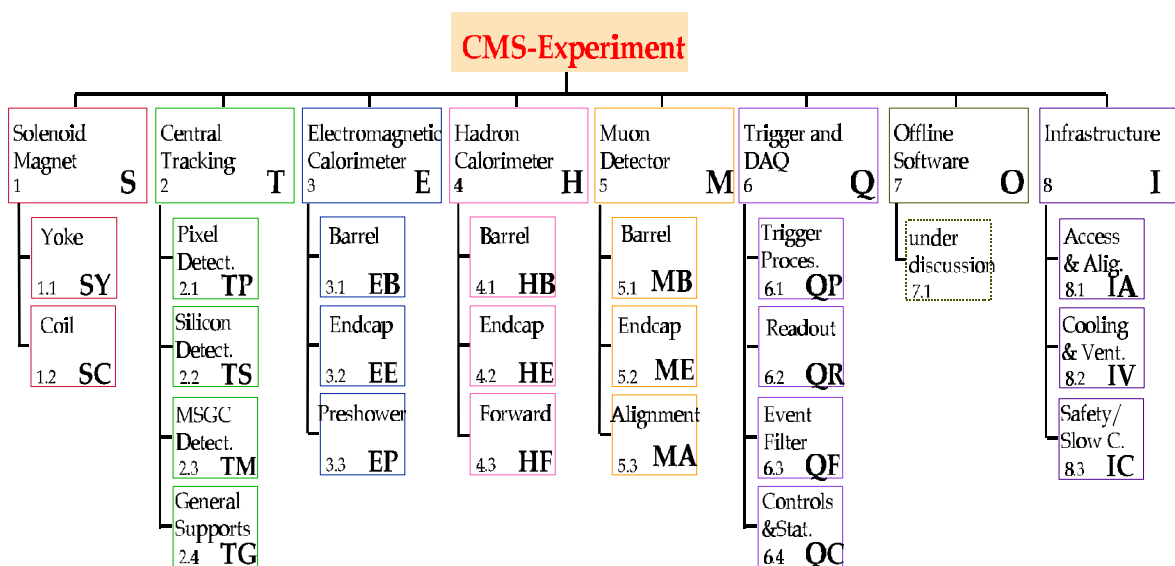 CMS-Experiment
Solenoid
Magnet
1 S
Yoke
1.1 SY
Coil
1.2 SC
Central
Tracking
2 T
Pixel
Detect.
2.1 TP
Silicon
Detect.
2.2 TS
MSGC
Detect.
2.3 TM
General
Supports
2.4 TG
Electromagnetic
Calorimeter
3 E
Barrel
3.1 EB
Endcap
3.2 EE
Preshower
3.3 EP
Hadron
Calorimeter
4 H
Barrel
4.1 HB
Endcap
4.2 HE
Forward
4.3 HF
Muon
Detector
5 M
Barrel
5.1 MB
Endcap
5.2 ME
Alignment
5.3 MA
Trigger and
DAQ
6 Q
Trigger
Proces.
6.1 QP
Readout
6.2 QR
Event
Filter
6.3 QF
Controls
&Stat.
6.4 QC
Offline
Software
7 O
under
discussion
7.1
Infrastructure
8 I
Access
& Alig.
8.1 IA
Cooling
& Vent.
8.2 IV
Safety/
Slow C.
8.3 IC